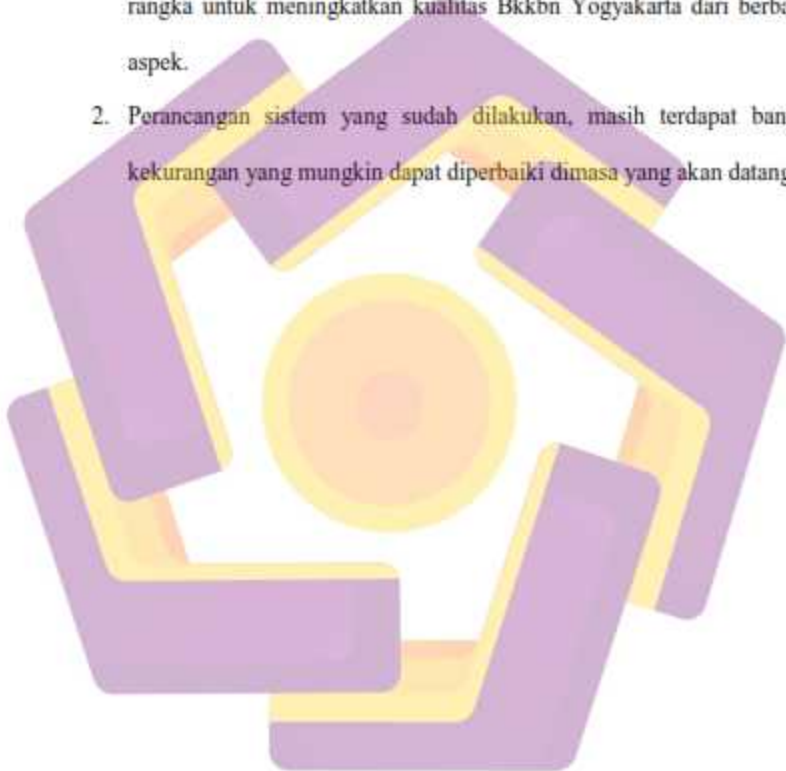 rangka untuk meningkatkan kualitas Bkkbn Yogyakarta dari berba
aspek.
2. Perancangan sistem yang sudah dilakukan, masih terdapat ban
kekurangan yang mungkin dapat diperbaiki dimasa yang akan datang